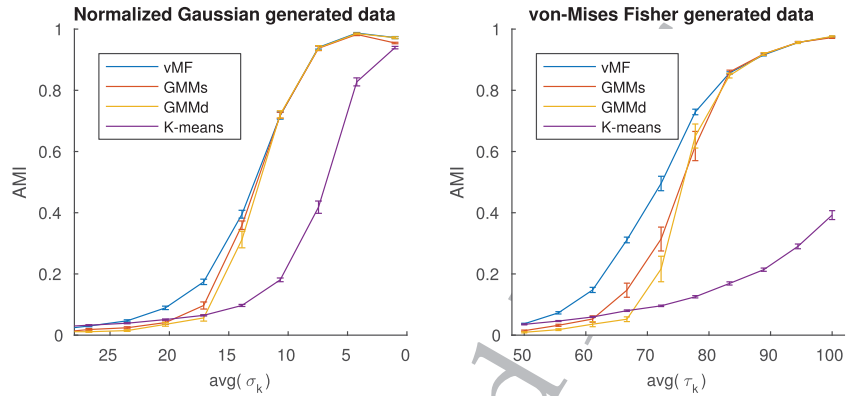 Normalized Gaussian generated data
1
0.8
0.6
0.4
0.2
0
AMI
vMF
GMMs
GMMd
K-means
25 20 15 10 5 0
avg( σk)
von-Mises Fisher generated data
1
0.8
0.6
0.4
0.2
0
AMI
vMF
GMMs
GMMd
K-means
50 60 70 80 90 100
avg( τk)